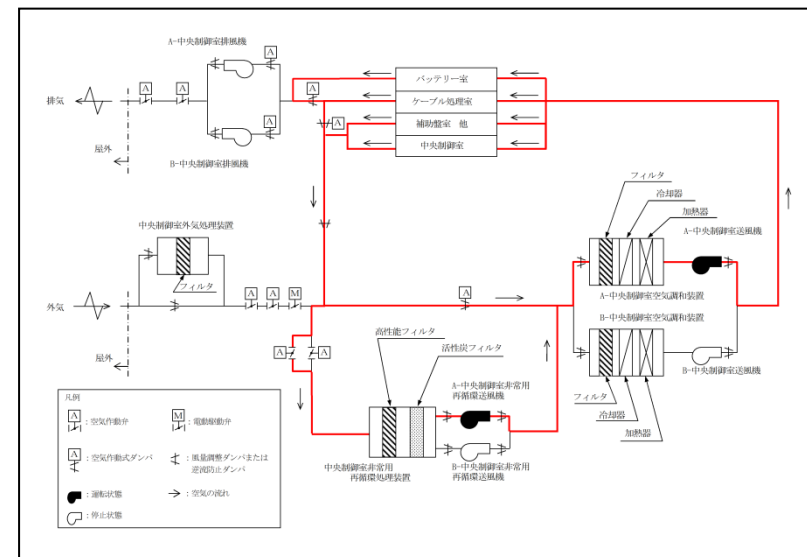 A-中央制御室排風機
A
A
A
A
排気
A
バッテリー室
ケーブル処理室
補助盤室 他
中央制御室
A
屋外
B-中央制御室排風機
中央制御室外気処理装置
フィルタ
外気
A
A
M
屋外
A
フィルタ
冷却器
加熱器
A-中央制御室送風機
A-中央制御室空気調和装置
B-中央制御室空気調和装置
B-中央制御室送風機
フィルタ
冷却器
加熱器
A
A
高性能フィルタ
活性炭フィルタ
A-中央制御室非常用
再循環送風機
B-中央制御室非常用
再循環送風機
中央制御室非常用
再循環処理装置
凡例
A
:空気作動弁
M
:電動駆動弁
A
:空気作動式ダンパ
:風量調整ダンパまたは
逆流防止ダンパ
:運転状態
:空気の流れ
:停止状態